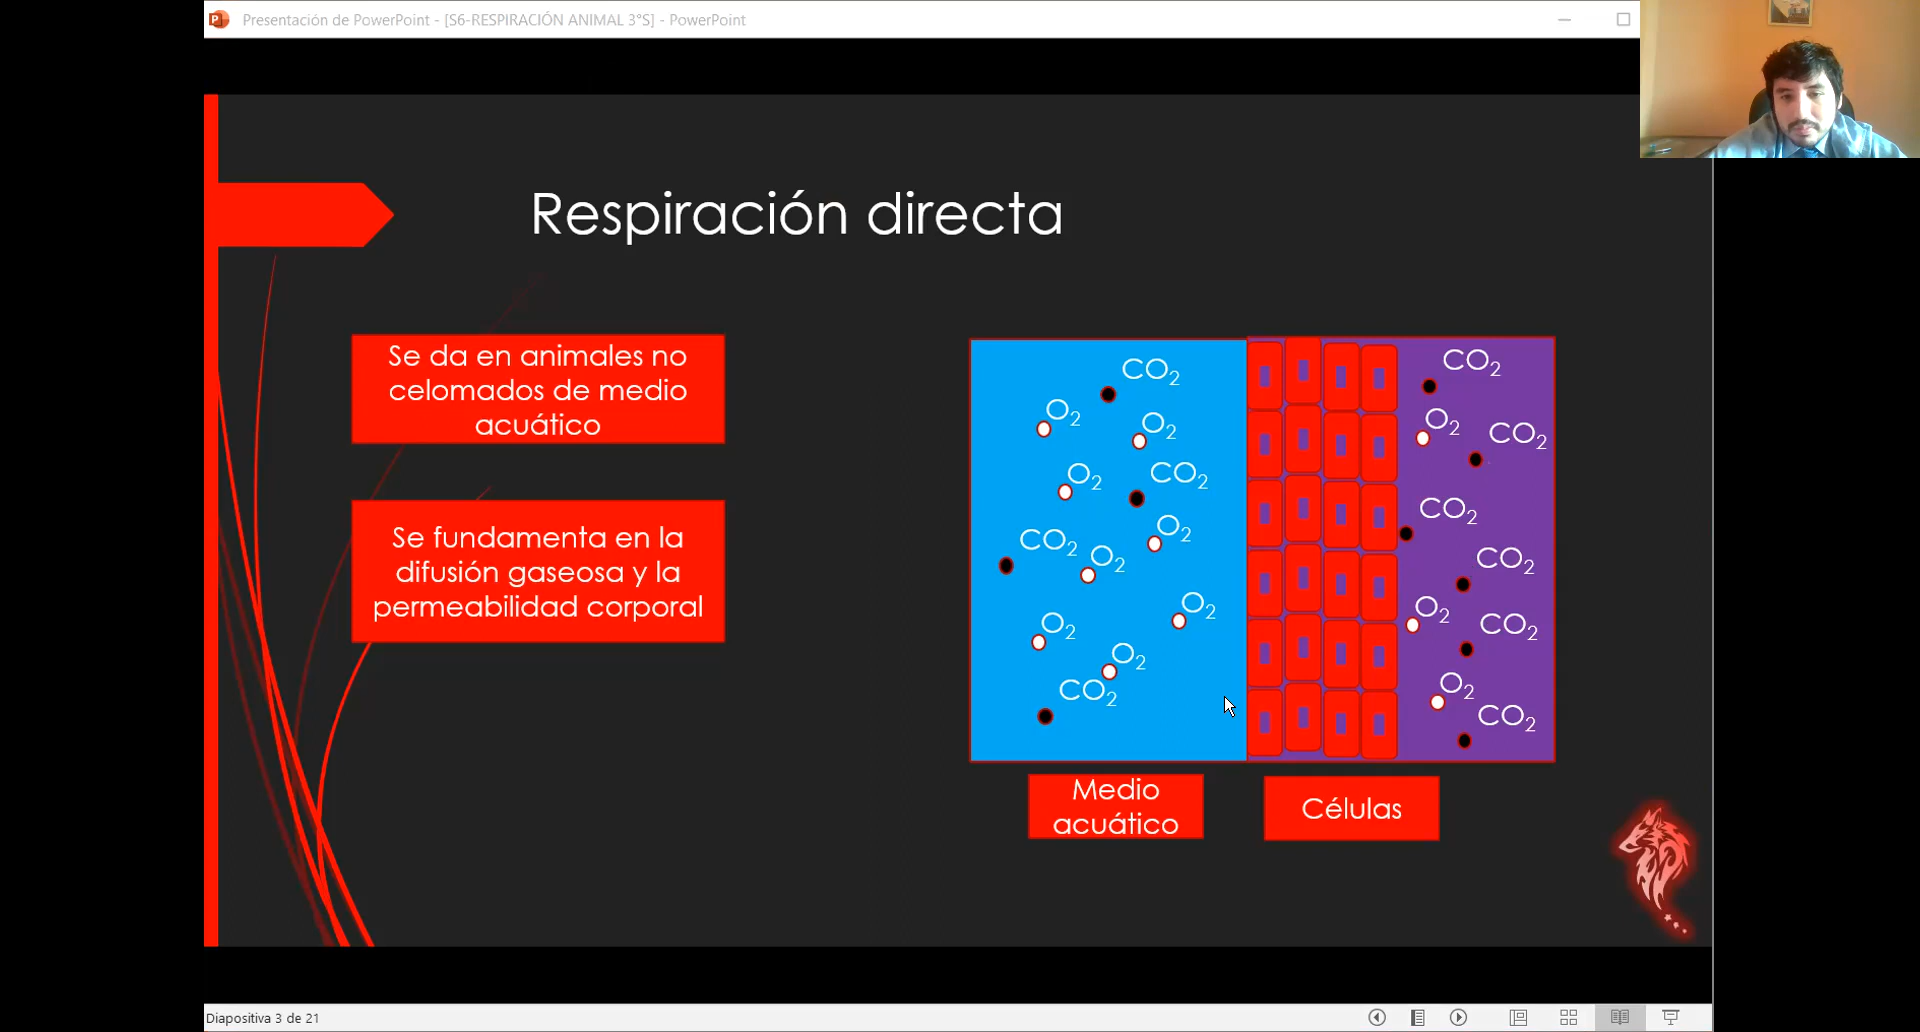 Presentación de PowerPoint - [S6-RESPIRACIÓN ANIMAL 3°S] - PowerPoint
Respiración directa
Se da en animales no
celomados de medio
acuático
Se fundamenta en la
difusión gaseosa y la
permeabilidad corporal
CO2
O2
O2
O2
CO2
O2
CO2
O2
O2
O2
O2
CO2
CO2
O2
CO2
CO2
CO2
O2
CO2
O2
CO2
Medio
acuático
Células
Diapositiva 3 de 21